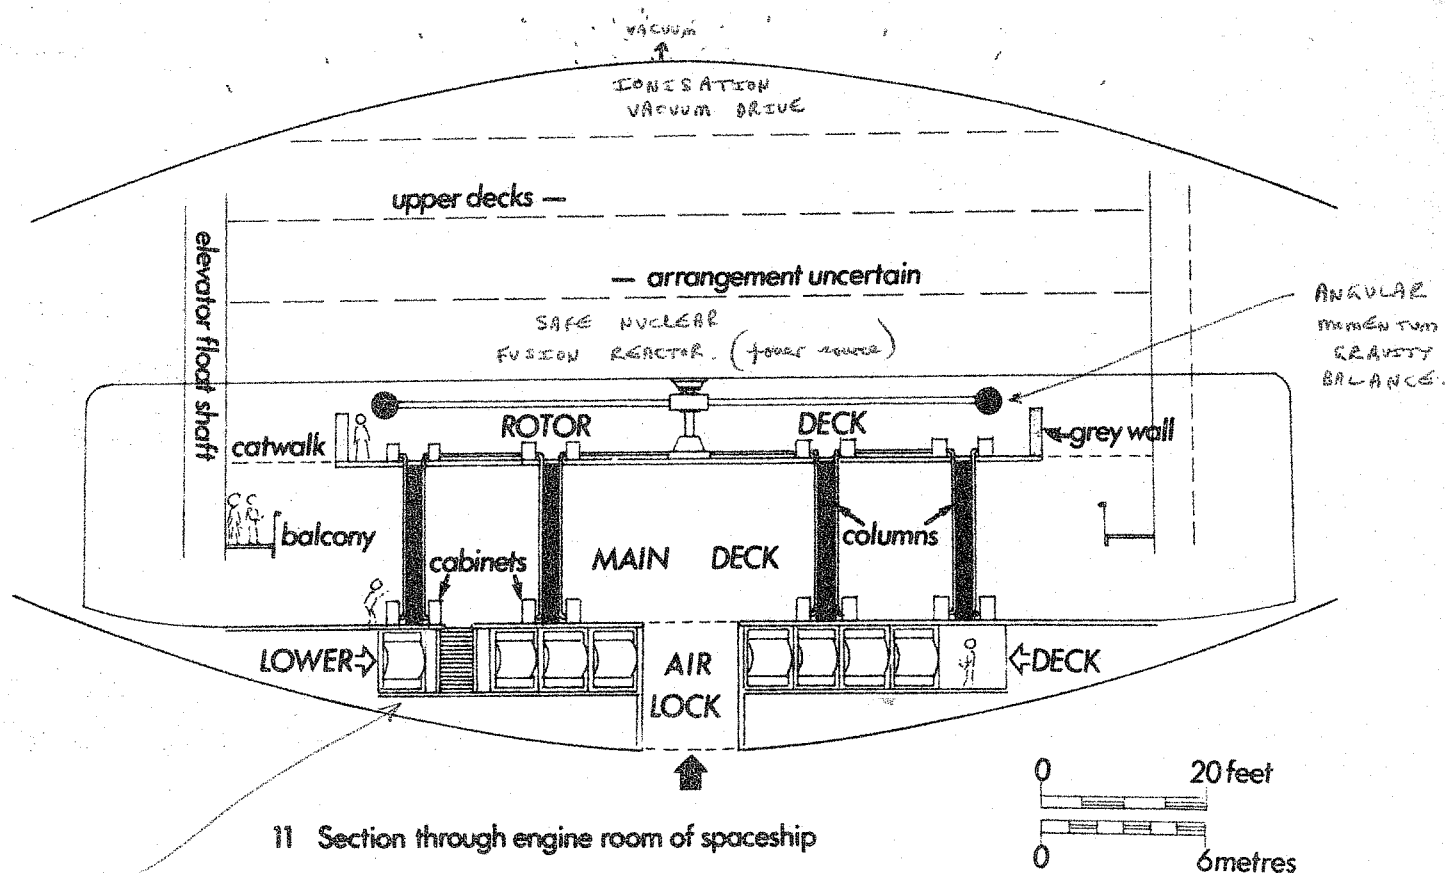 VACUUM
IONISATION
VACUUM DRIVE
upper decks —
— arrangement uncertain
elevator float shaft
SAFE NUCLEAR
FUSION REACTOR. (power source)
ANGULAR
MOMENTUM
GRAVITY
BALANCE.
ROTOR DECK
catwalk
grey wall
balcony
columns
cabinets
MAIN DECK
LOWER
AIR
LOCK
DECK
0 20 feet
0 6 metres
11 Section through engine room of spaceship